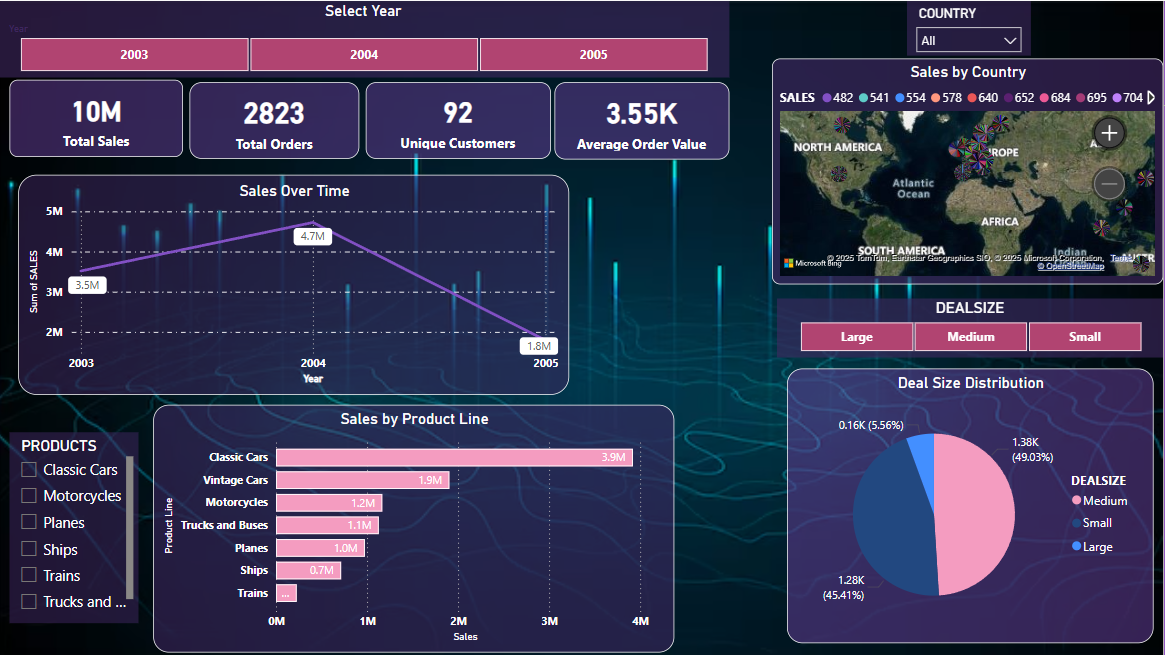 Select Year
Year
2003
2004
2005
COUNTRY
All
10M
Total Sales
2823
Total Orders
92
Unique Customers
3.55K
Average Order Value
Sales by Country
SALES 482 541 554 578 640 652 684 695 704
NORTH AMERICA
ROPE
A...
Atlantic
Ocean
AFRICA
SOUTH AMERICA
Indian
Microsoft Bing
© 2025 TomTom, Earthstar Geographics SIO, © 2025 Microsoft Corporation, Terms
© OpenStreetMap
Sales Over Time
Sum of SALES
5M
4M
3M
2M
3.5M
4.7M
1.8M
2003
2004
2005
Year
DEALSIZE
Large
Medium
Small
Deal Size Distribution
0.16K (5.56%)
1.38K
(49.03%)
1.28K
(45.41%)
DEALSIZE
Medium
Small
Large
PRODUCTS
Classic Cars
Motorcycles
Planes
Ships
Trains
Trucks and ...
Sales by Product Line
Product Line
Classic Cars 3.9M
Vintage Cars 1.9M
Motorcycles 1.2M
Trucks and Buses 1.1M
Planes 1.0M
Ships 0.7M
Trains ...
0M 1M 2M 3M 4M
Sales